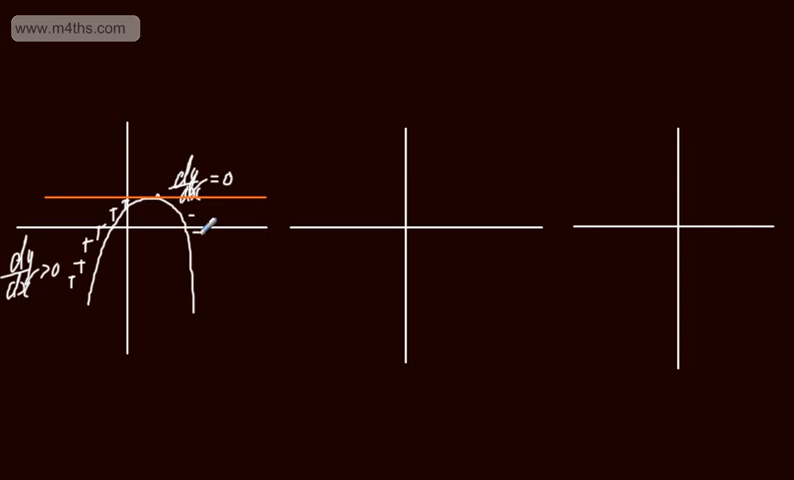 www.m4ths.com
dy/dx = 0
+ +
+ +
dy/dx > 0 + +
- -